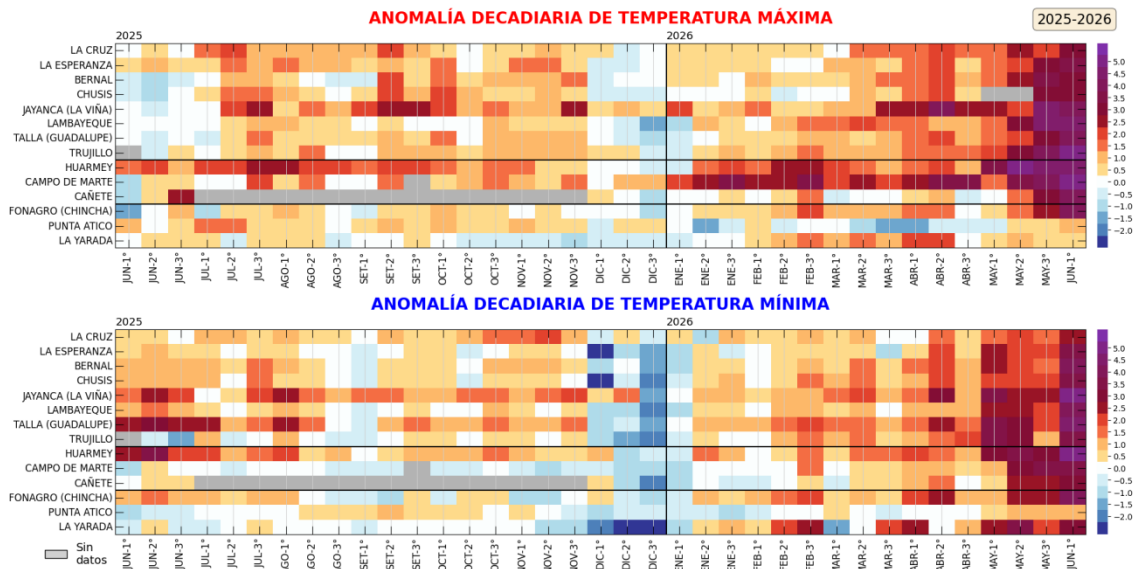 ANOMALÍA DECADIARIA DE TEMPERATURA MÁXIMA
2025-2026
2025
2026
LA CRUZ
LA ESPERANZA
BERNAL
CHUSIS
JAYANCA (LA VIÑA)
LAMBAYEQUE
TALLA (GUADALUPE)
TRUJILLO
HUARMEY
CAMPO DE MARTE
CAÑETE
FONAGRO (CHINCHA)
PUNTA ATICO
LA YARADA
5.0
4.5
4.0
3.5
3.0
2.5
2.0
1.5
1.0
0.5
0.0
−0.5
−1.0
−1.5
−2.0
JUN-1°
JUN-2°
JUN-3°
JUL-1°
JUL-2°
JUL-3°
AGO-1°
AGO-2°
AGO-3°
SET-1°
SET-2°
SET-3°
OCT-1°
OCT-2°
OCT-3°
NOV-1°
NOV-2°
NOV-3°
DIC-1°
DIC-2°
DIC-3°
ENE-1°
ENE-2°
ENE-3°
FEB-1°
FEB-2°
FEB-3°
MAR-1°
MAR-2°
MAR-3°
ABR-1°
ABR-2°
ABR-3°
MAY-1°
MAY-2°
MAY-3°
JUN-1°
ANOMALÍA DECADIARIA DE TEMPERATURA MÍNIMA
2025
2026
LA CRUZ
LA ESPERANZA
BERNAL
CHUSIS
JAYANCA (LA VIÑA)
LAMBAYEQUE
TALLA (GUADALUPE)
TRUJILLO
HUARMEY
CAMPO DE MARTE
CAÑETE
FONAGRO (CHINCHA)
PUNTA ATICO
LA YARADA
5.0
4.5
4.0
3.5
3.0
2.5
2.0
1.5
1.0
0.5
0.0
−0.5
−1.0
−1.5
−2.0
Sin
datos
JUN-1°
JUN-2°
JUN-3°
JUL-1°
JUL-2°
JUL-3°
AGO-1°
AGO-2°
AGO-3°
SET-1°
SET-2°
SET-3°
OCT-1°
OCT-2°
OCT-3°
NOV-1°
NOV-2°
NOV-3°
DIC-1°
DIC-2°
DIC-3°
ENE-1°
ENE-2°
ENE-3°
FEB-1°
FEB-2°
FEB-3°
MAR-1°
MAR-2°
MAR-3°
ABR-1°
ABR-2°
ABR-3°
MAY-1°
MAY-2°
MAY-3°
JUN-1°